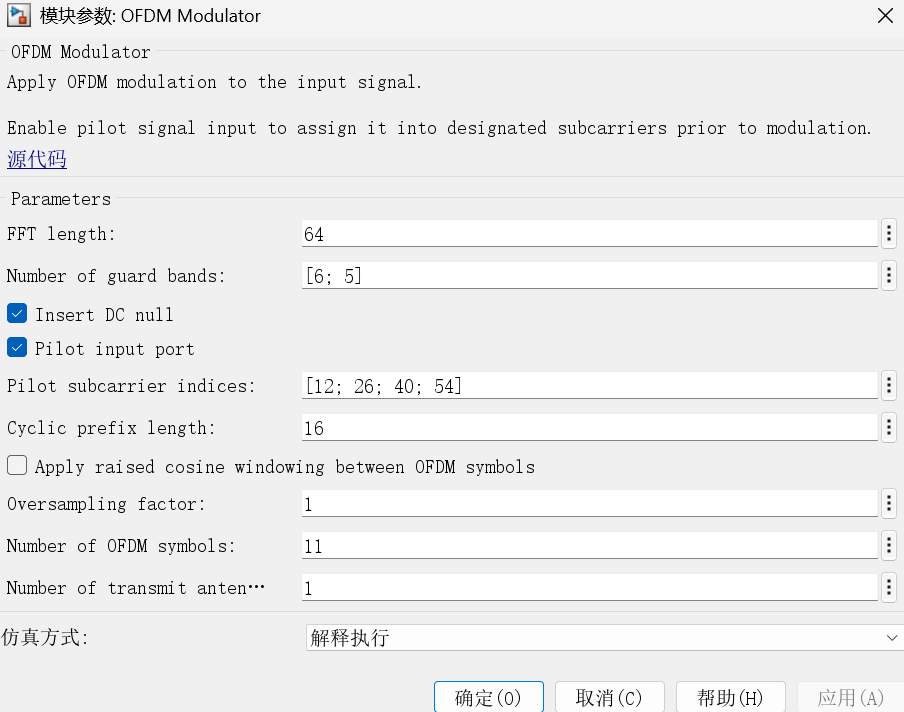 模块参数: OFDM Modulator
OFDM Modulator
Apply OFDM modulation to the input signal.
Enable pilot signal input to assign it into designated subcarriers prior to modulation.
源代码
Parameters
FFT length: 64
Number of guard bands: [6; 5]
Insert DC null
Pilot input port
Pilot subcarrier indices: [12; 26; 40; 54]
Cyclic prefix length: 16
Apply raised cosine windowing between OFDM symbols
Oversampling factor: 1
Number of OFDM symbols: 11
Number of transmit anten… 1
仿真方式: 解释执行
确定(O) 取消(C) 帮助(H) 应用(A)